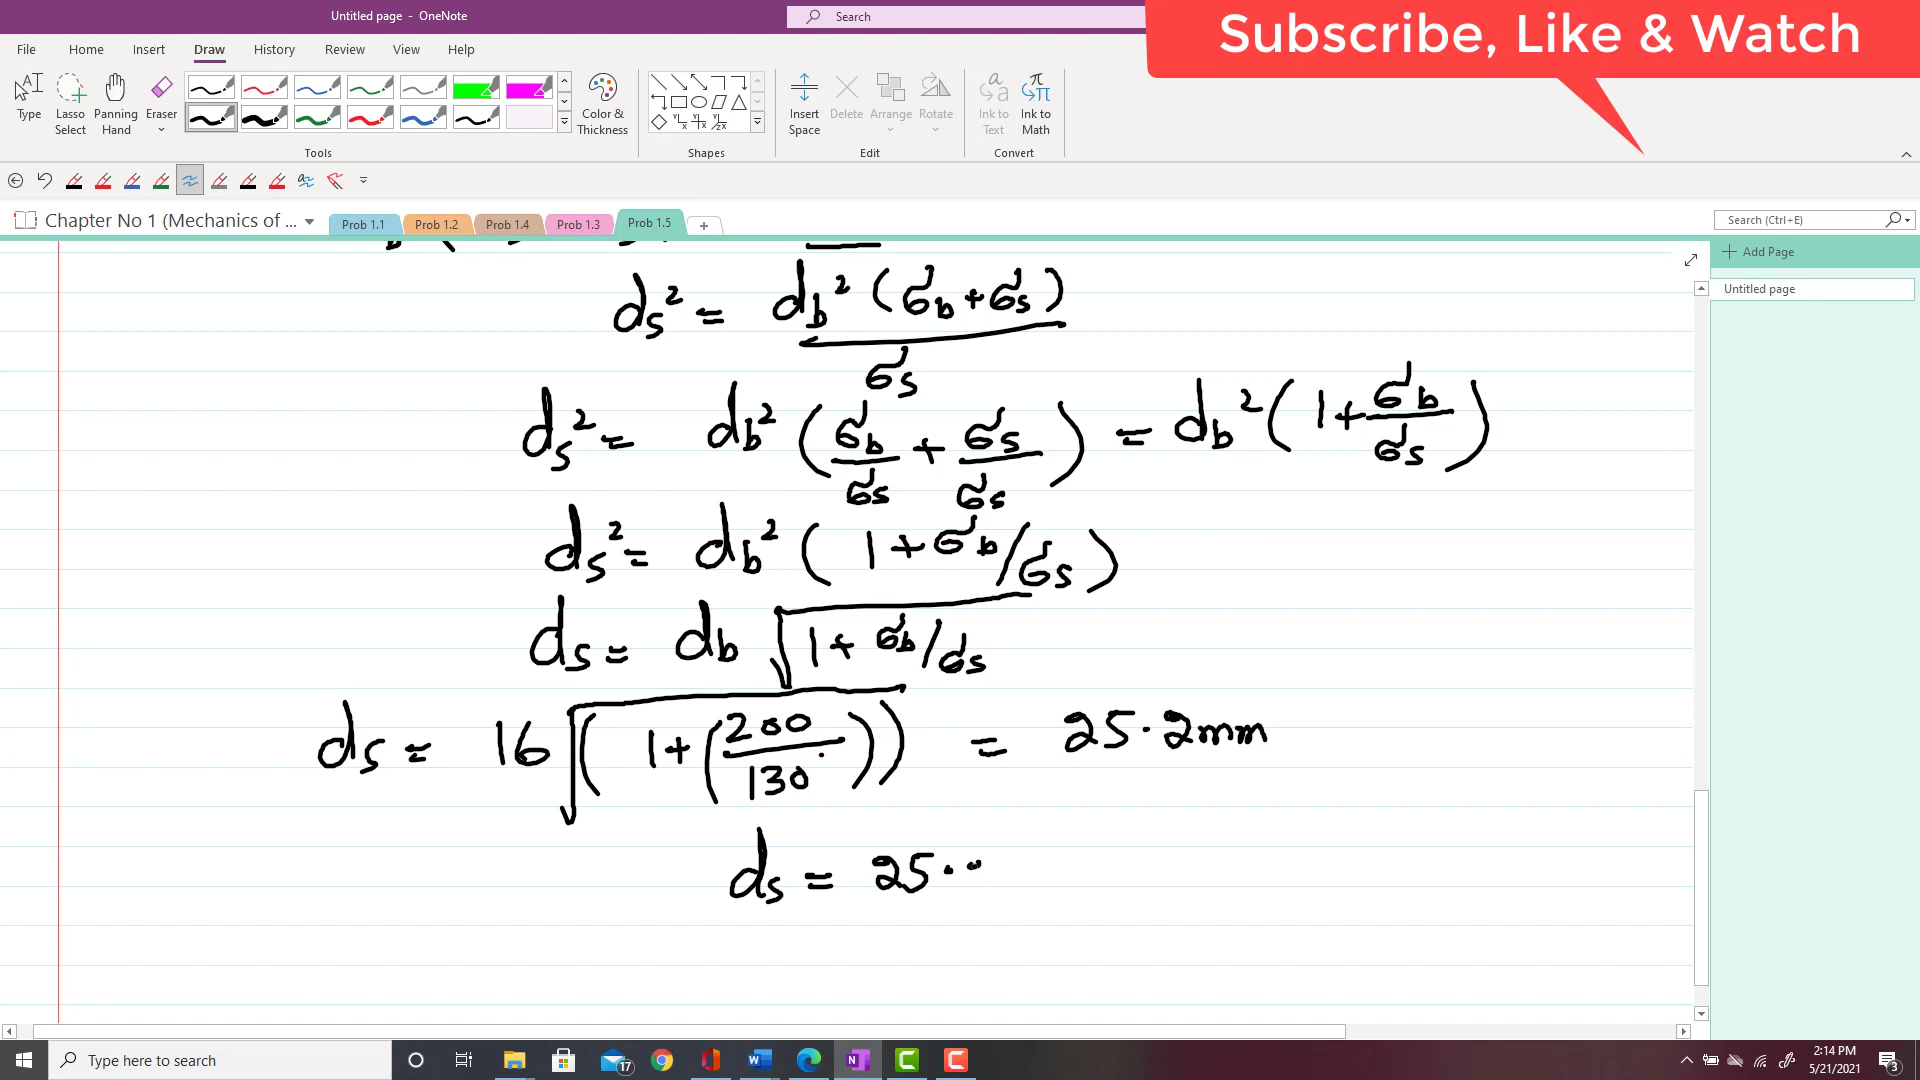 Untitled page - OneNote
Search
Subscribe, Like & Watch
File Home Insert Draw History Review View Help
Type
Lasso Select
Panning Hand
Eraser
Color & Thickness
Insert Space
Delete
Arrange
Rotate
Ink to Text
Ink to Math
Tools
Shapes
Edit
Convert
Chapter No 1 (Mechanics of ...
Prob 1.1
Prob 1.2
Prob 1.4
Prob 1.3
Prob 1.5
Search (Ctrl+E)
Add Page
Untitled page
ds² = db² (σb + σs) / σs
ds² = db² (σb/σs + σs/σs) = db² (1 + σb/σs)
ds² = db² (1 + σb/σs)
ds = db √1 + σb/σs
ds = 16 √(1 + (200/130)) = 25.2mm
ds = 25.
Type here to search
17
2:14 PM
5/21/2021
3